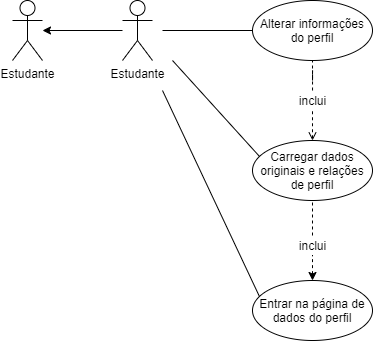 Alterar informações
do perfil
Estudante
Estudante
inclui
Carregar dados
originais e relações
de perfil
inclui
Entrar na página de
dados do perfil